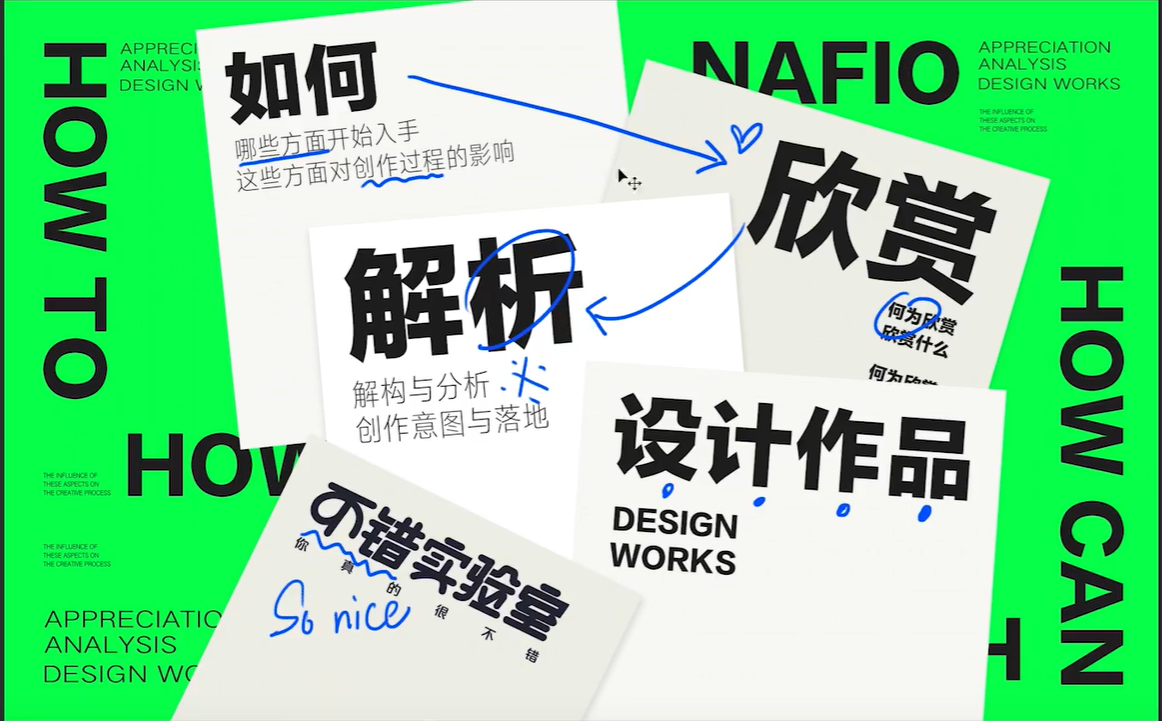 HOW TO
APPRECI
ANALYSIS
DESIGN W
如何
哪些方面开始入手
这些方面对创作过程的影响
NAFIO
APPRECIATION
ANALYSIS
DESIGN WORKS
THE INFLUENCE OF
THESE ASPECTS ON
THE CREATIVE PROCESS
欣赏
何为欣赏
欣赏什么
何为欣赏
解析
解构与分析
创作意图与落地
设计作品
DESIGN
WORKS
HOW CAN
HOW
THE INFLUENCE OF
THESE ASPECTS ON
THE CREATIVE PROCESS
THE INFLUENCE OF
THESE ASPECTS ON
THE CREATIVE PROCESS
不错实验室
你真的很不错
So nice
APPRECIATIO
ANALYSIS
DESIGN WO
T